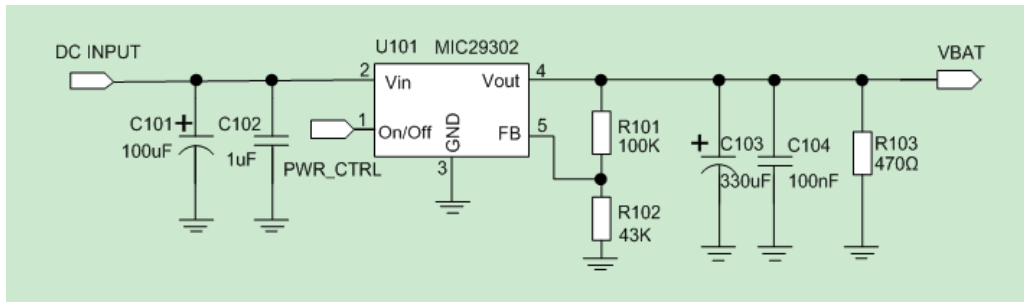 U101 MIC29302
DC INPUT
VBAT
2
Vin
Vout
4
C101
+
100uF
C102
1uF
1
On/Off
PWR_CTRL
GND
3
FB
5
R101
100K
R102
43K
+
C103
330uF
C104
100nF
R103
470Ω